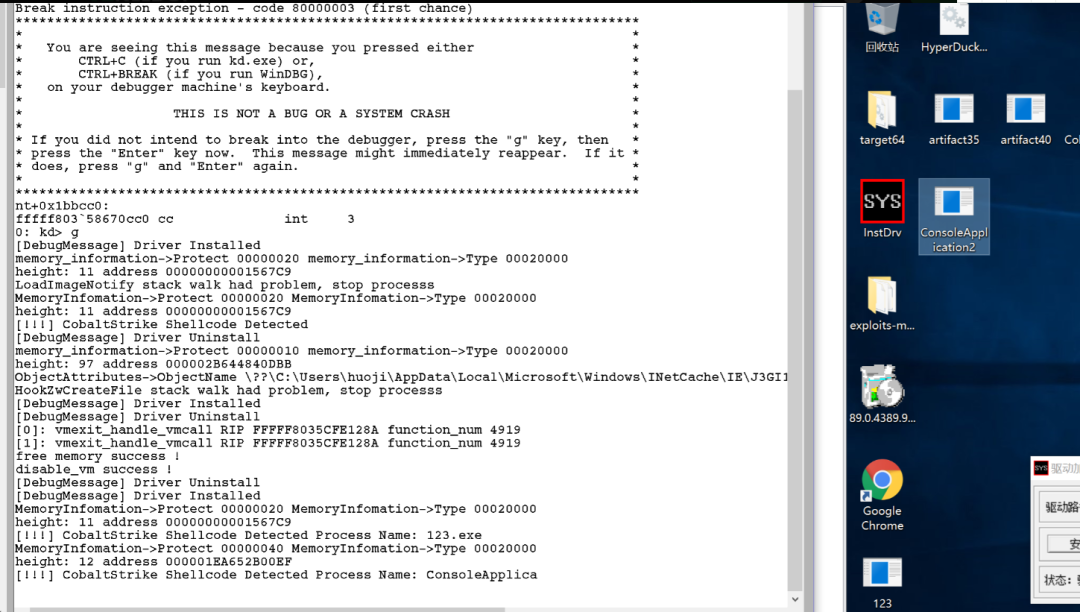 Break instruction exception - code 80000003 (first chance)
*******************************************************************************
*                                                                             *
*   You are seeing this message because you pressed either                    *
*       CTRL+C (if you run kd.exe) or,                                        *
*       CTRL+BREAK (if you run WinDBG),                                       *
*   on your debugger machine's keyboard.                                      *
*                                                                             *
*                   THIS IS NOT A BUG OR A SYSTEM CRASH                       *
*                                                                             *
* If you did not intend to break into the debugger, press the "g" key, then   *
* press the "Enter" key now.  This message might immediately reappear.  If it *
* does, press "g" and "Enter" again.                                          *
*                                                                             *
*******************************************************************************
nt+0x1bbcc0:
fffff803`58670cc0 cc              int     3
0: kd> g
[DebugMessage] Driver Installed
memory_information->Protect 00000020 memory_information->Type 00020000
height: 11 address 00000000001567C9
LoadImageNotify stack walk had problem, stop processs
MemoryInfomation->Protect 00000020 MemoryInfomation->Type 00020000
height: 11 address 00000000001567C9
[!!!] CobaltStrike Shellcode Detected
[DebugMessage] Driver Uninstall
memory_information->Protect 00000010 memory_information->Type 00020000
height: 97 address 000002B644840DBB
ObjectAttributes->ObjectName \??\C:\Users\huoji\AppData\Local\Microsoft\Windows\INetCache\IE\J3GI1
HookZwCreateFile stack walk had problem, stop processs
[DebugMessage] Driver Installed
[DebugMessage] Driver Uninstall
[0]: vmexit_handle_vmcall RIP FFFFF8035CFE128A function_num 4919
[1]: vmexit_handle_vmcall RIP FFFFF8035CFE128A function_num 4919
free memory success !
disable_vm success !
[DebugMessage] Driver Uninstall
[DebugMessage] Driver Installed
MemoryInfomation->Protect 00000020 MemoryInfomation->Type 00020000
height: 11 address 00000000001567C9
[!!!] CobaltStrike Shellcode Detected Process Name: 123.exe
MemoryInfomation->Protect 00000040 MemoryInfomation->Type 00020000
height: 12 address 000001EA652B00EF
[!!!] CobaltStrike Shellcode Detected Process Name: ConsoleApplica
回收站
HyperDuck...
target64
artifact35
artifact40
Col
SYS
InstDrv
ConsoleAppl
ication2
exploits-m...
89.0.4389.9...
Google
Chrome
123
SYS 驱动加
驱动路
安
状态: